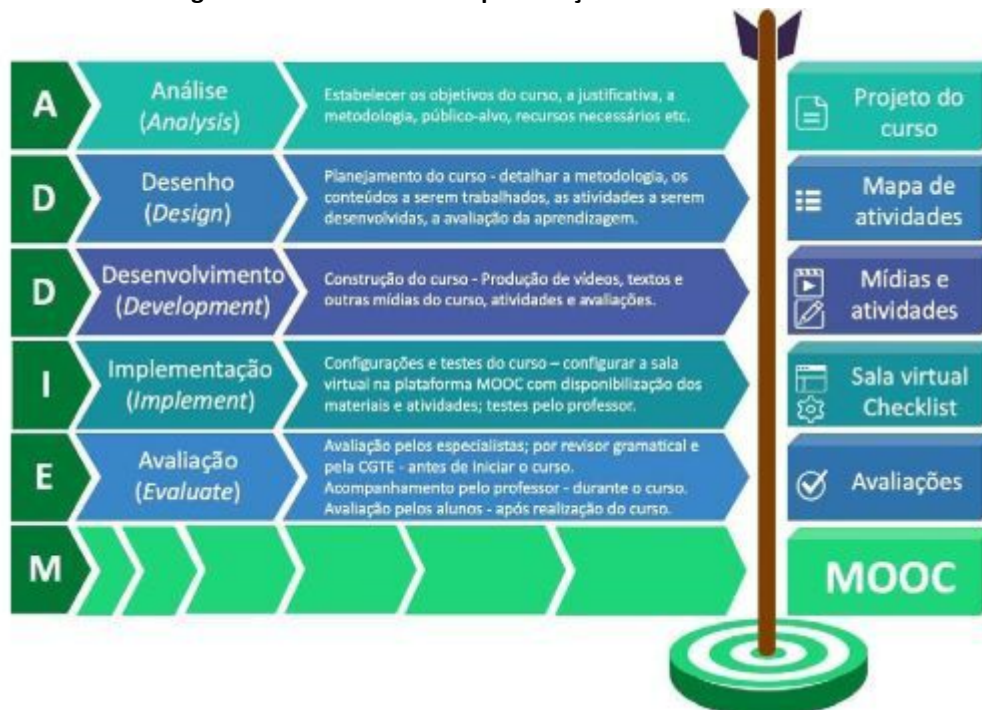 A
Análise
(Analysis)
Estabelecer os objetivos do curso, a justificativa, a
metodologia, público-alvo, recursos necessários etc.
Projeto do
curso
D
Desenho
(Design)
Planejamento do curso - detalhar a metodologia, os
conteúdos a serem trabalhados, as atividades a serem
desenvolvidas, a avaliação da aprendizagem.
Mapa de
atividades
D
Desenvolvimento
(Development)
Construção do curso - Produção de vídeos, textos e
outras mídias do curso, atividades e avaliações.
Mídias e
atividades
I
Implementação
(Implement)
Configurações e testes do curso – configurar a sala
virtual na plataforma MOOC com disponibilização dos
materiais e atividades; testes pelo professor.
Sala virtual
Checklist
E
Avaliação
(Evaluate)
Avaliação pelos especialistas; por revisor gramatical e
pela CGTE - antes de iniciar o curso.
Acompanhamento pelo professor - durante o curso.
Avaliação pelos alunos - após realização do curso.
Avaliações
M
MOOC